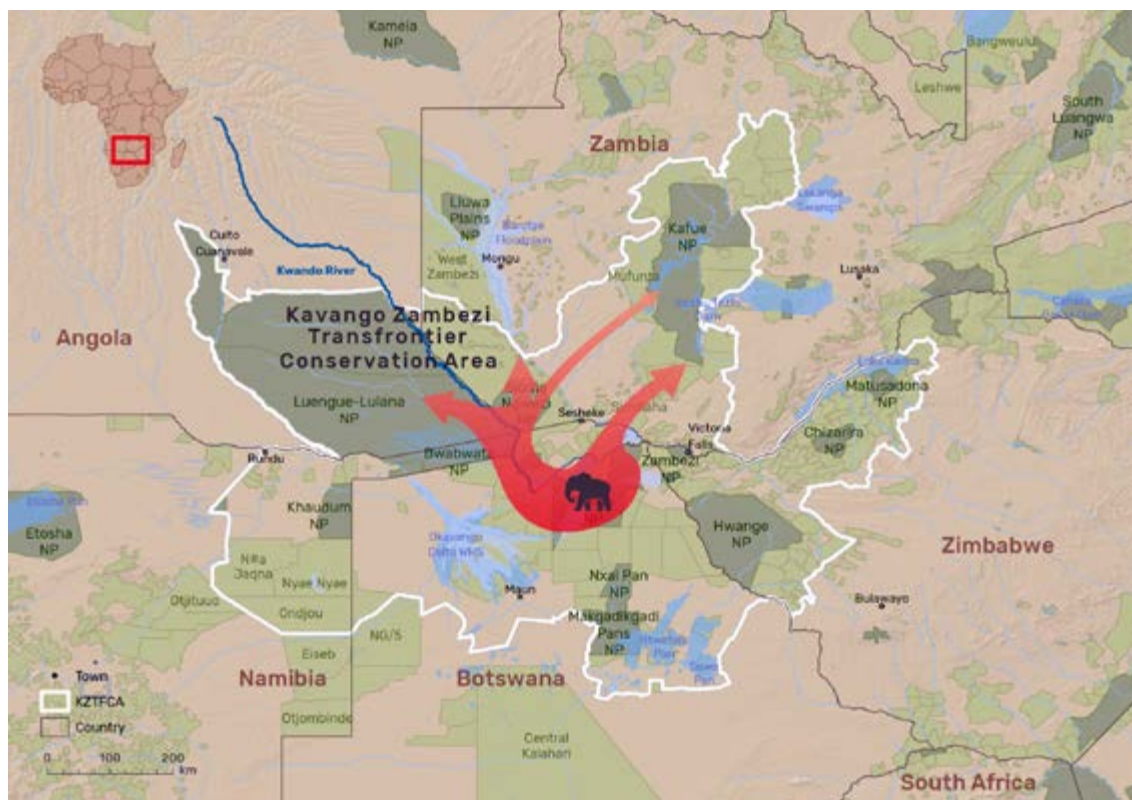 Kameia
NP
Bangweulu
Leshwe
South
Luangwa
NP
Zambia
Liuwa
Plains
NP
Barotse
Floodplain
Mongu
West
Zambezi
Kafue
NP
Mufunta
Lukanga
Swamps
Lusaka
Cuito
Cuanavale
Kwando River
Angola
Kavango Zambezi
Transfrontier
Conservation Area
Luengue-Luiana
NP
Sesheke
Victoria
Falls
Zambezi
NP
Matusadona
NP
Chizarira
NP
Rundu
Bwabwata
NP
Khaudum
NP
Etosha
NP
Hwange
NP
Zimbabwe
Okavango
N#a
Jaqna
Nyae Nyae
Otjituuo
Ondjou
Maun
Nxai Pan
NP
Makgadikgadi
Pans
NP
Bulawayo
NG/5
Eiseb
Namibia
Botswana
Otjombinde
Central
Kalahari
South Africa
Town
KZTFCA
Country
0 100 200
km